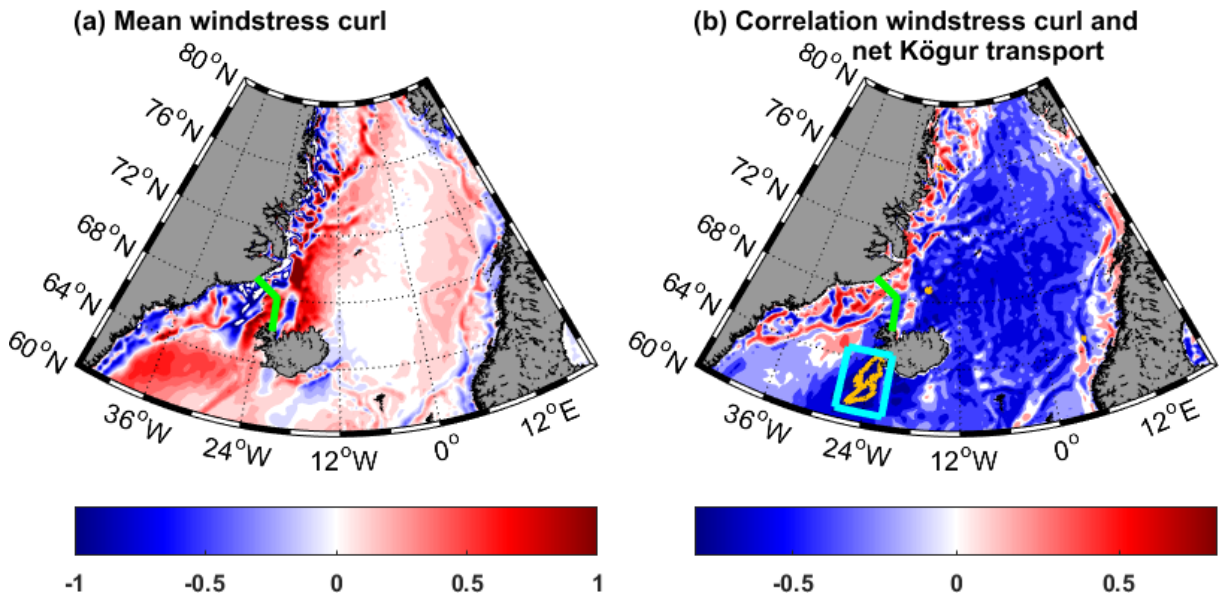 (a) Mean windstress curl
(b) Correlation windstress curl and
net Kögur transport
80°N
76°N
72°N
68°N
64°N
60°N
36°W
24°W
12°W
0°
12°E
80°N
76°N
72°N
68°N
64°N
60°N
36°W
24°W
12°W
0°
12°E
-1
-0.5
0
0.5
1
-0.5
0
0.5